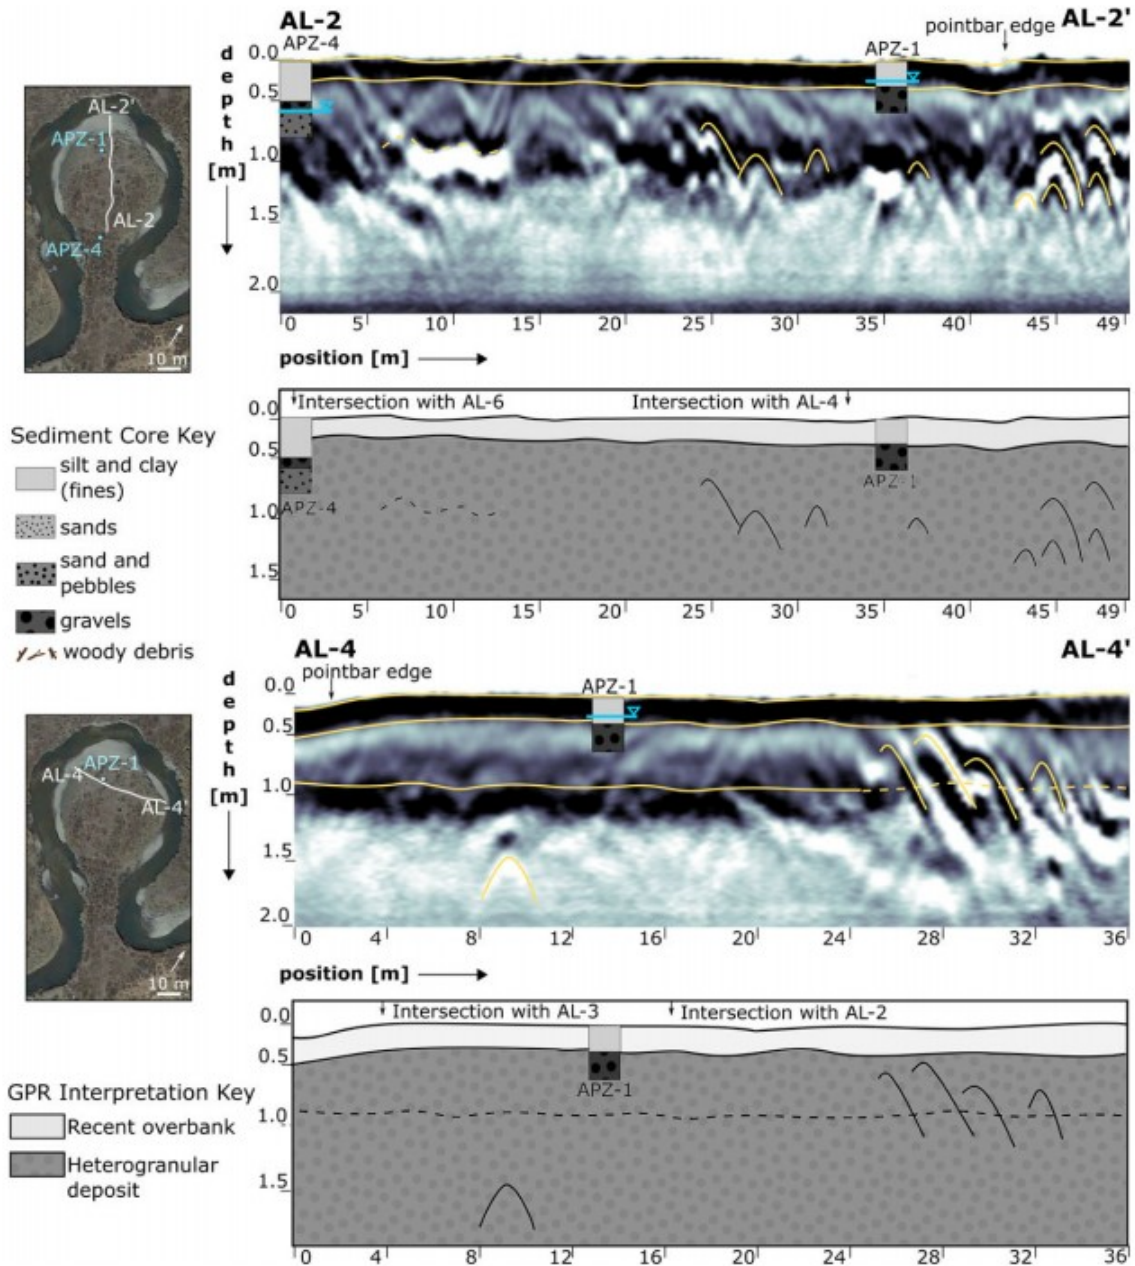 AL-2
AL-2'
APZ-4
APZ-1
pointbar edge
depth
[m]
0.0
0.5
1.0
1.5
2.0
AL-2'
APZ-1
AL-2
APZ-4
10 m
0 5 10 15 20 25 30 35 40 45 49
position [m]
Intersection with AL-6
Intersection with AL-4
0.0
0.5
1.0
1.5
APZ-4
APZ-1
0 5 10 15 20 25 30 35 40 45 49
Sediment Core Key
silt and clay
(fines)
sands
sand and
pebbles
gravels
woody debris
AL-4
AL-4'
pointbar edge
APZ-1
depth
[m]
0.0
0.5
1.0
1.5
2.0
APZ-1
AL-4
AL-4'
10 m
0 4 8 12 16 20 24 28 32 36
position [m]
Intersection with AL-3
Intersection with AL-2
0.0
0.5
1.0
1.5
APZ-1
0 4 8 12 16 20 24 28 32 36
GPR Interpretation Key
Recent overbank
Heterogranular
deposit